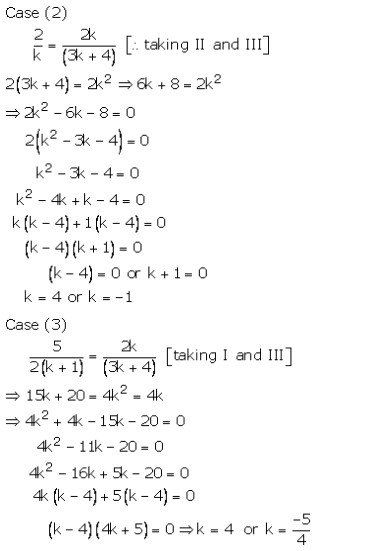 Case (2)
2/k = 2k/(3k + 4) [∴ taking II and III]
2(3k + 4) = 2k² ⇒ 6k + 8 = 2k²
⇒ 2k² − 6k − 8 = 0
2(k² − 3k − 4) = 0
k² − 3k − 4 = 0
k² − 4k + k − 4 = 0
k(k − 4) + 1(k − 4) = 0
(k − 4)(k + 1) = 0
(k − 4) = 0 or k + 1 = 0
k = 4 or k = −1
Case (3)
5/2(k + 1) = 2k/(3k + 4) [taking I and III]
⇒ 15k + 20 = 4k² = 4k
⇒ 4k² + 4k − 15k − 20 = 0
4k² − 11k − 20 = 0
4k² − 16k + 5k − 20 = 0
4k(k − 4) + 5(k − 4) = 0
(k − 4)(4k + 5) = 0 ⇒ k = 4 or k = −5/4